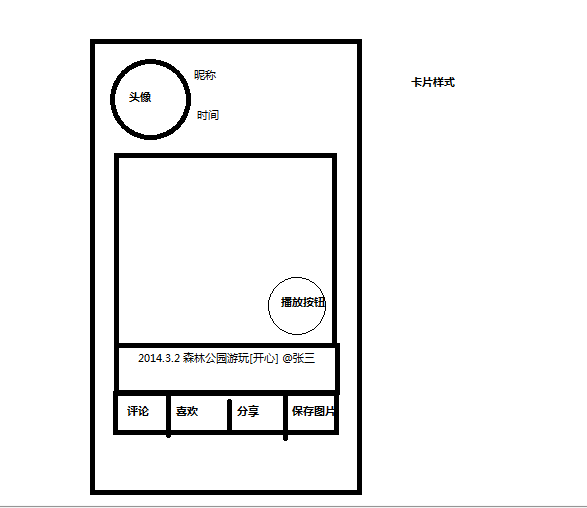 昵称
卡片样式
头像
时间
播放按钮
2014.3.2 森林公园游玩[开心] @张三
评论 喜欢 分享 保存图片